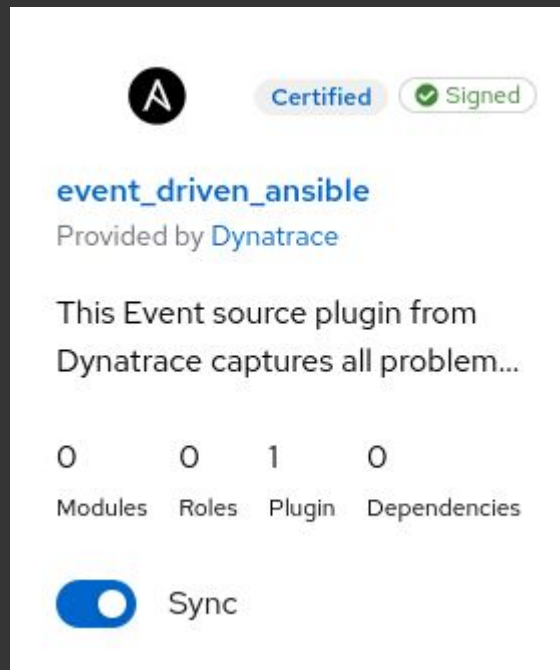 Certified Signed
event_driven_ansible
Provided by Dynatrace
This Event source plugin from
Dynatrace captures all problem...
0 0 1 0
Modules Roles Plugin Dependencies
Sync